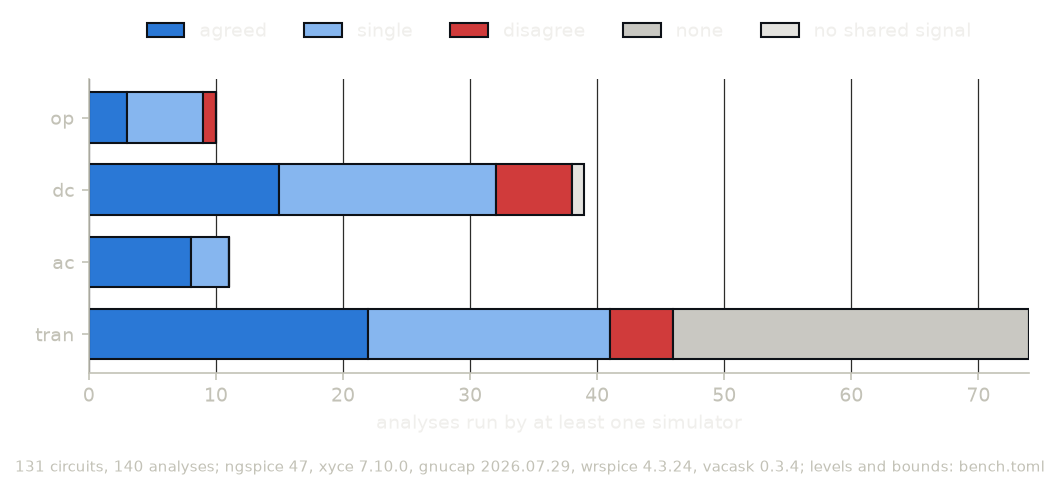 agreed single disagree none no shared signal
op
dc
ac
tran
0 10 20 30 40 50 60 70
analyses run by at least one simulator
131 circuits, 140 analyses; ngspice 47, xyce 7.10.0, gnucap 2026.07.29, wrspice 4.3.24, vacask 0.3.4; levels and bounds: bench.toml